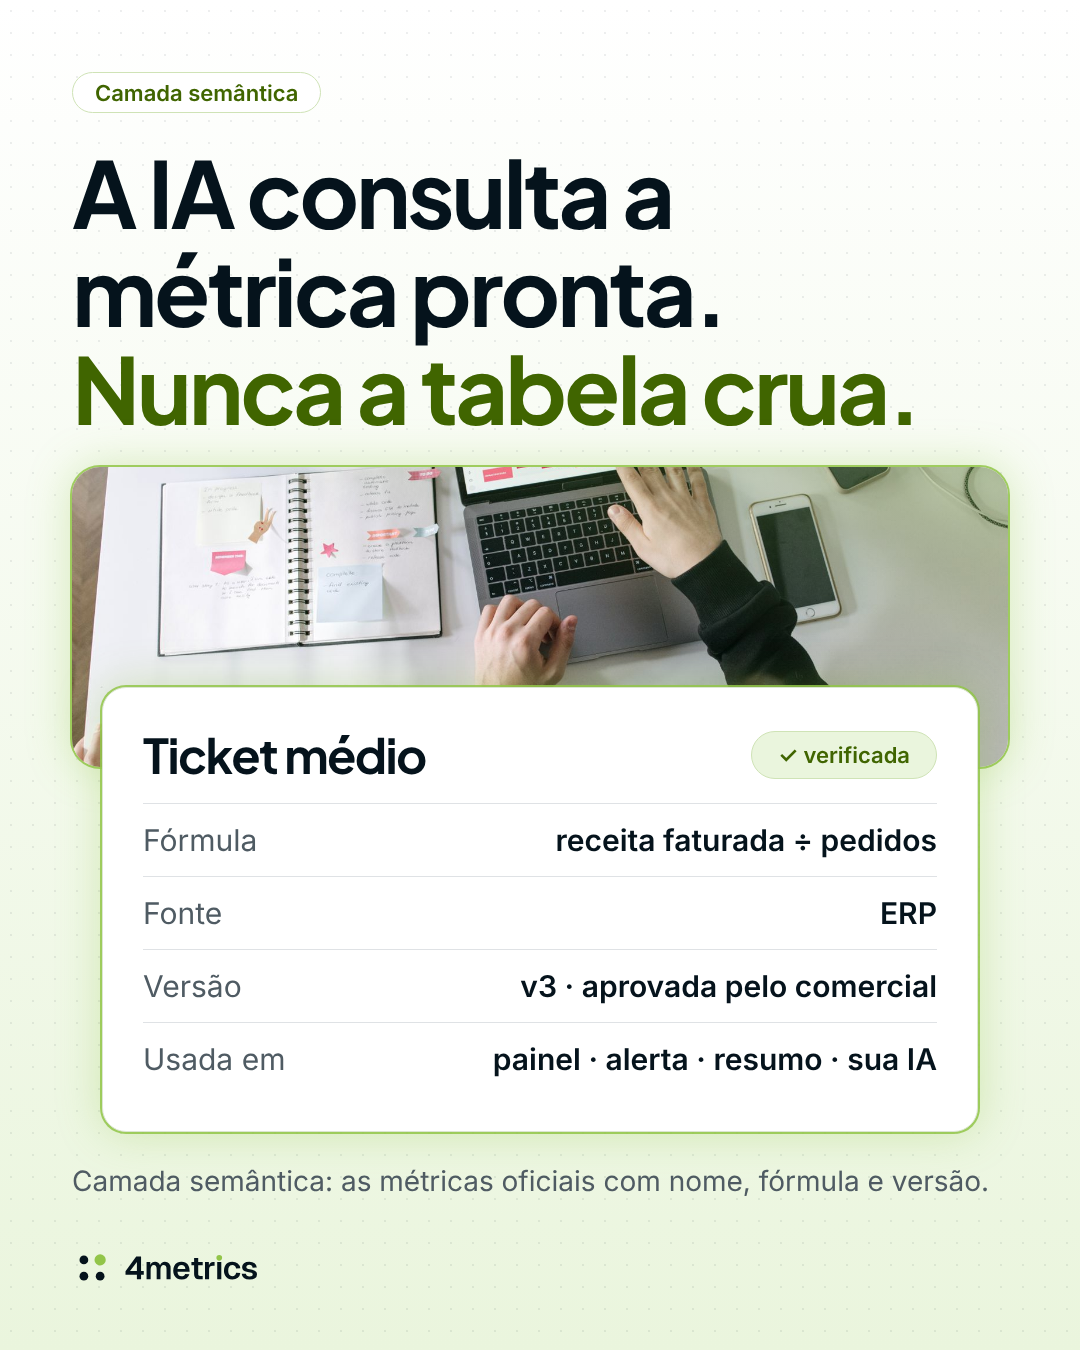 Camada semântica
A IA consulta a
métrica pronta.
Nunca a tabela crua.
Ticket médio
✓ verificada
Fórmula receita faturada ÷ pedidos
Fonte ERP
Versão v3 · aprovada pelo comercial
Usada em painel · alerta · resumo · sua IA
Camada semântica: as métricas oficiais com nome, fórmula e versão.
4metrics